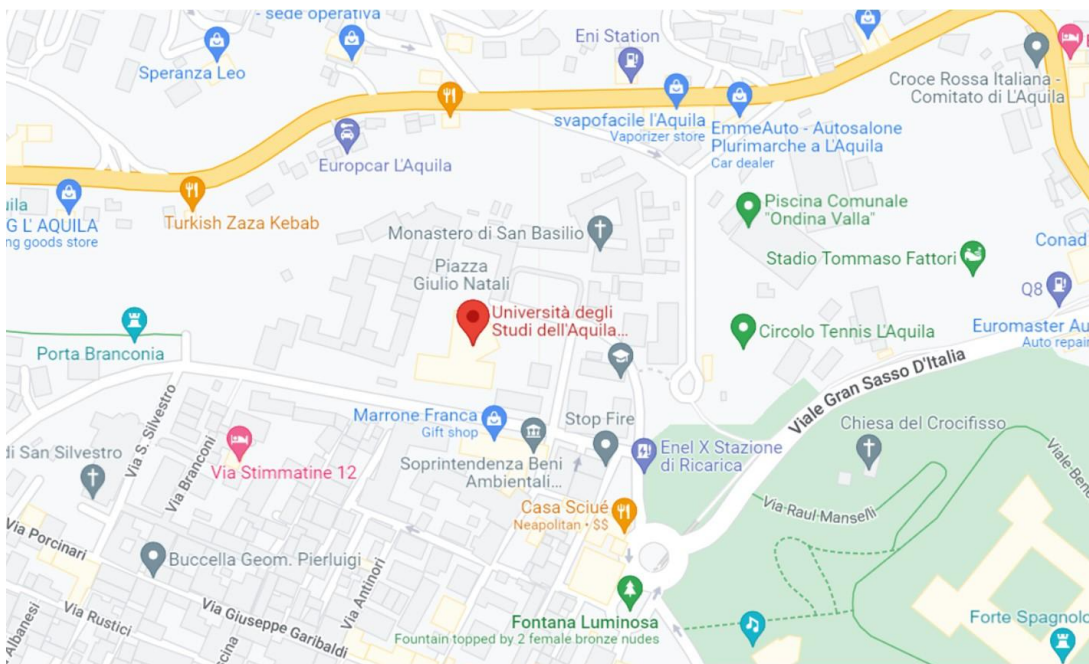 - sede operativa
Speranza Leo
Eni Station
Croce Rossa Italiana -
Comitato di L'Aquila
svapofacile l'Aquila
Vaporizer store
EmmeAuto - Autosalone
Plurimarche a L'Aquila
Car dealer
Europcar L'Aquila
uila
G L' AQUILA
ng goods store
Turkish Zaza Kebab
Piscina Comunale
"Ondina Valla"
Monastero di San Basilio
Conad
Stadio Tommaso Fattori
Piazza
Giulio Natali
Q8
Università degli
Studi dell'Aquila...
Circolo Tennis L'Aquila
Euromaster Au
Auto repair
Porta Branconia
Viale Gran Sasso D'Italia
Marrone Franca
Gift shop
Stop Fire
Chiesa del Crocifisso
Via S. Silvestro
Via Branconi
di San Silvestro
Via Stimmatine 12
Soprintendenza Beni
Ambientali...
Enel X Stazione
di Ricarica
Viale Bene
Casa Sciué
Neapolitan • $$
Via Raul Manselli
Via Porcinari
Buccella Geom. Pierluigi
Via Antinori
Via Giuseppe Garibaldi
Via Rustici
Albanesi
Fontana Luminosa
Fountain topped by 2 female bronze nudes
Forte Spagnolo